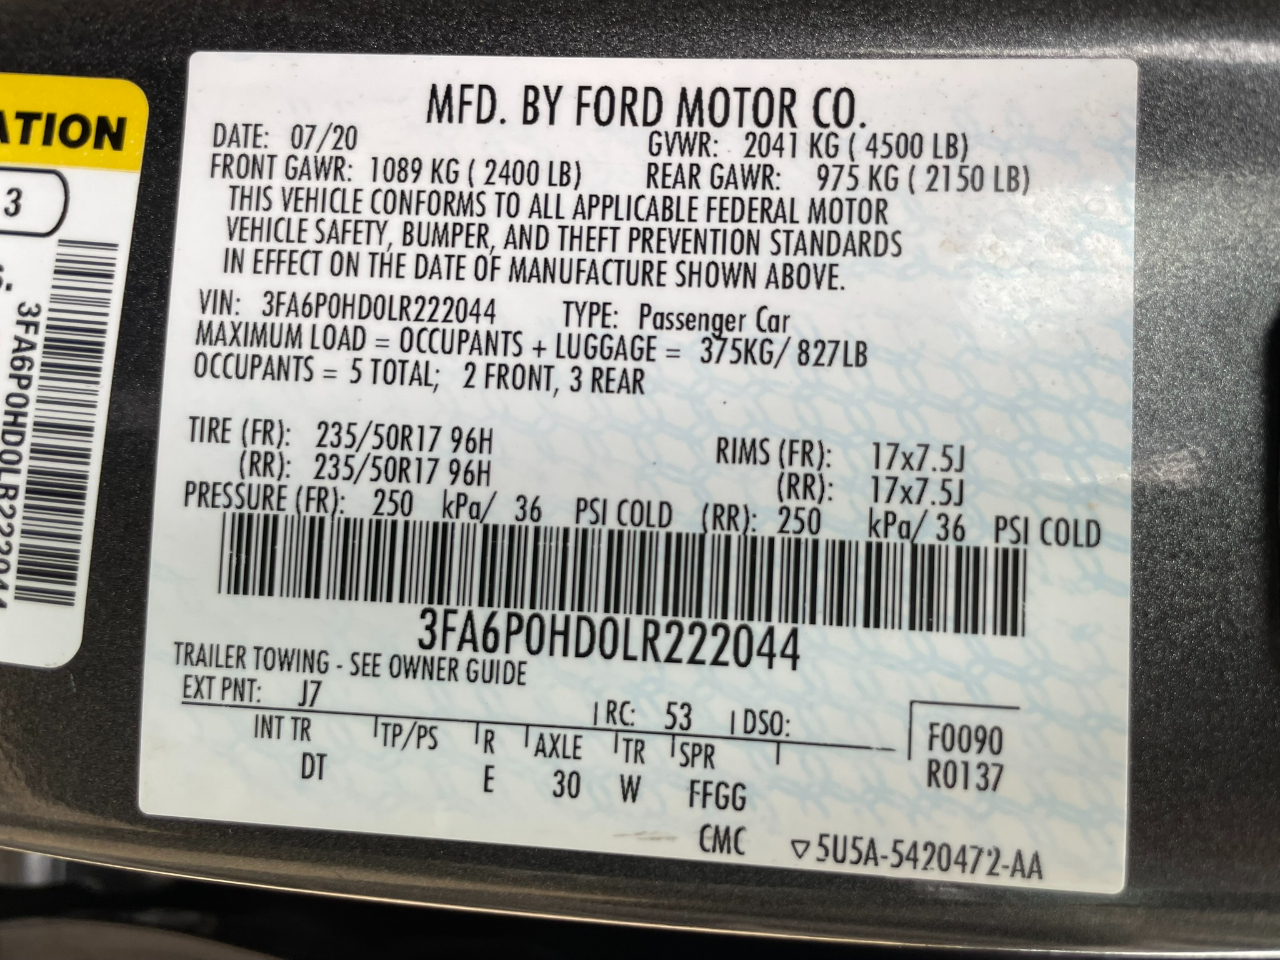 ATION
3
3FA6P0HD0LR222044
MFD. BY FORD MOTOR CO.
DATE: 07/20 GVWR: 2041 KG ( 4500 LB)
FRONT GAWR: 1089 KG ( 2400 LB) REAR GAWR: 975 KG ( 2150 LB)
THIS VEHICLE CONFORMS TO ALL APPLICABLE FEDERAL MOTOR
VEHICLE SAFETY, BUMPER, AND THEFT PREVENTION STANDARDS
IN EFFECT ON THE DATE OF MANUFACTURE SHOWN ABOVE.
VIN: 3FA6P0HD0LR222044 TYPE: Passenger Car
MAXIMUM LOAD = OCCUPANTS + LUGGAGE = 375KG/ 827LB
OCCUPANTS = 5 TOTAL; 2 FRONT, 3 REAR
TIRE (FR): 235/50R17 96H RIMS (FR): 17x7.5J
(RR): 235/50R17 96H (RR): 17x7.5J
PRESSURE (FR): 250 kPa/ 36 PSI COLD (RR): 250 kPa/ 36 PSI COLD
3FA6P0HD0LR222044
TRAILER TOWING - SEE OWNER GUIDE
EXT PNT: J7 RC: 53 DSO:
INT TR TP/PS R AXLE TR SPR F0090
DT E 30 W FFGG R0137
CMC ▽5U5A-5420472-AA